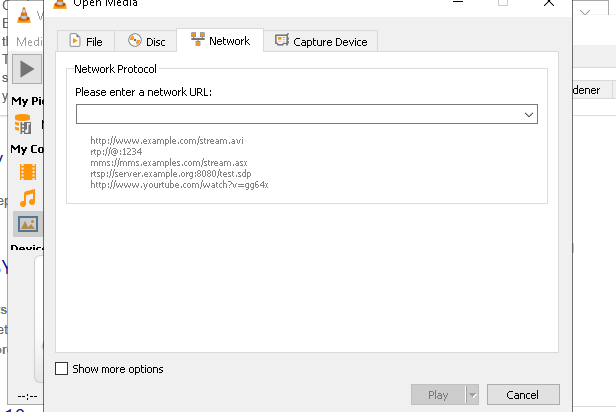 Open Media
File
Disc
Network
Capture Device
Network Protocol
Please enter a network URL:
http://www.example.com/stream.avi
rtp://@:1234
mms://mms.examples.com/stream.asx
rtsp://server.example.org:8080/test.sdp
http://www.yourtube.com/watch?v=gg64x
Show more options
Play
Cancel
Medi
My Pi
My Co
Device
--:--
dener